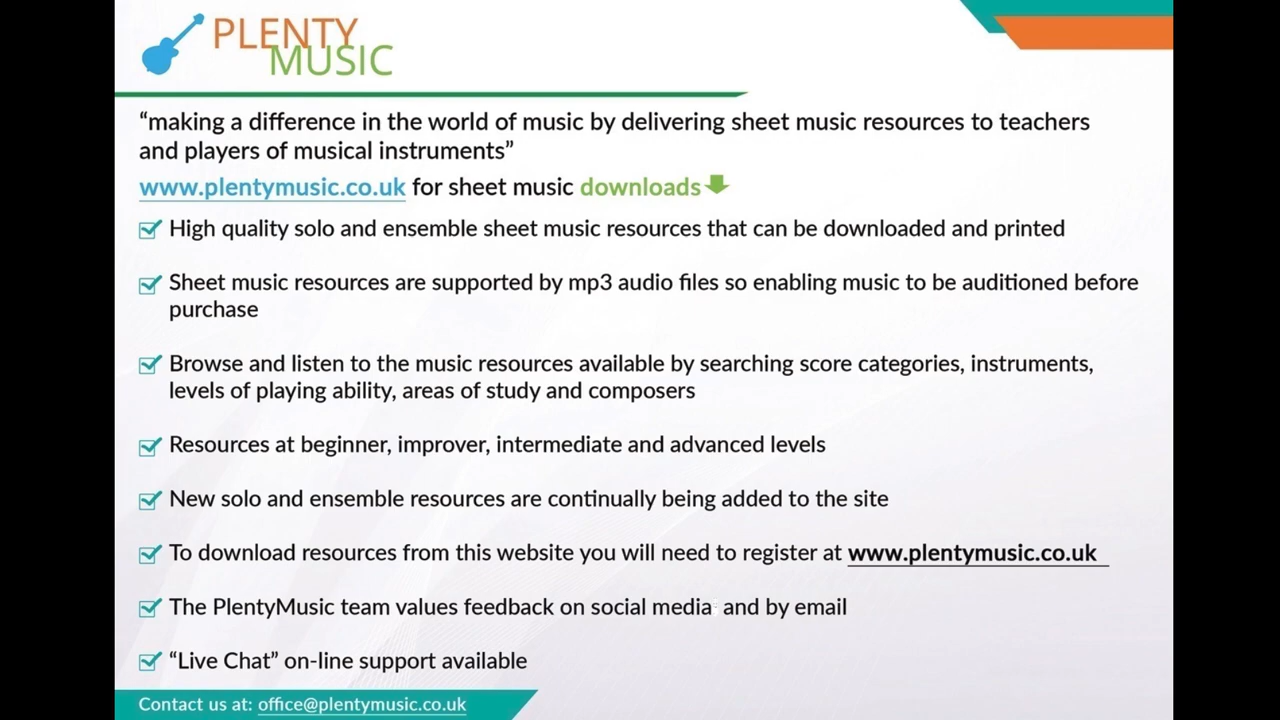 PLENTY
MUSIC
“making a difference in the world of music by delivering sheet music resources to teachers
and players of musical instruments”
www.plentymusic.co.uk for sheet music downloads
High quality solo and ensemble sheet music resources that can be downloaded and printed
Sheet music resources are supported by mp3 audio files so enabling music to be auditioned before
purchase
Browse and listen to the music resources available by searching score categories, instruments,
levels of playing ability, areas of study and composers
Resources at beginner, improver, intermediate and advanced levels
New solo and ensemble resources are continually being added to the site
To download resources from this website you will need to register at www.plentymusic.co.uk
The PlentyMusic team values feedback on social media and by email
“Live Chat” on-line support available
Contact us at: office@plentymusic.co.uk